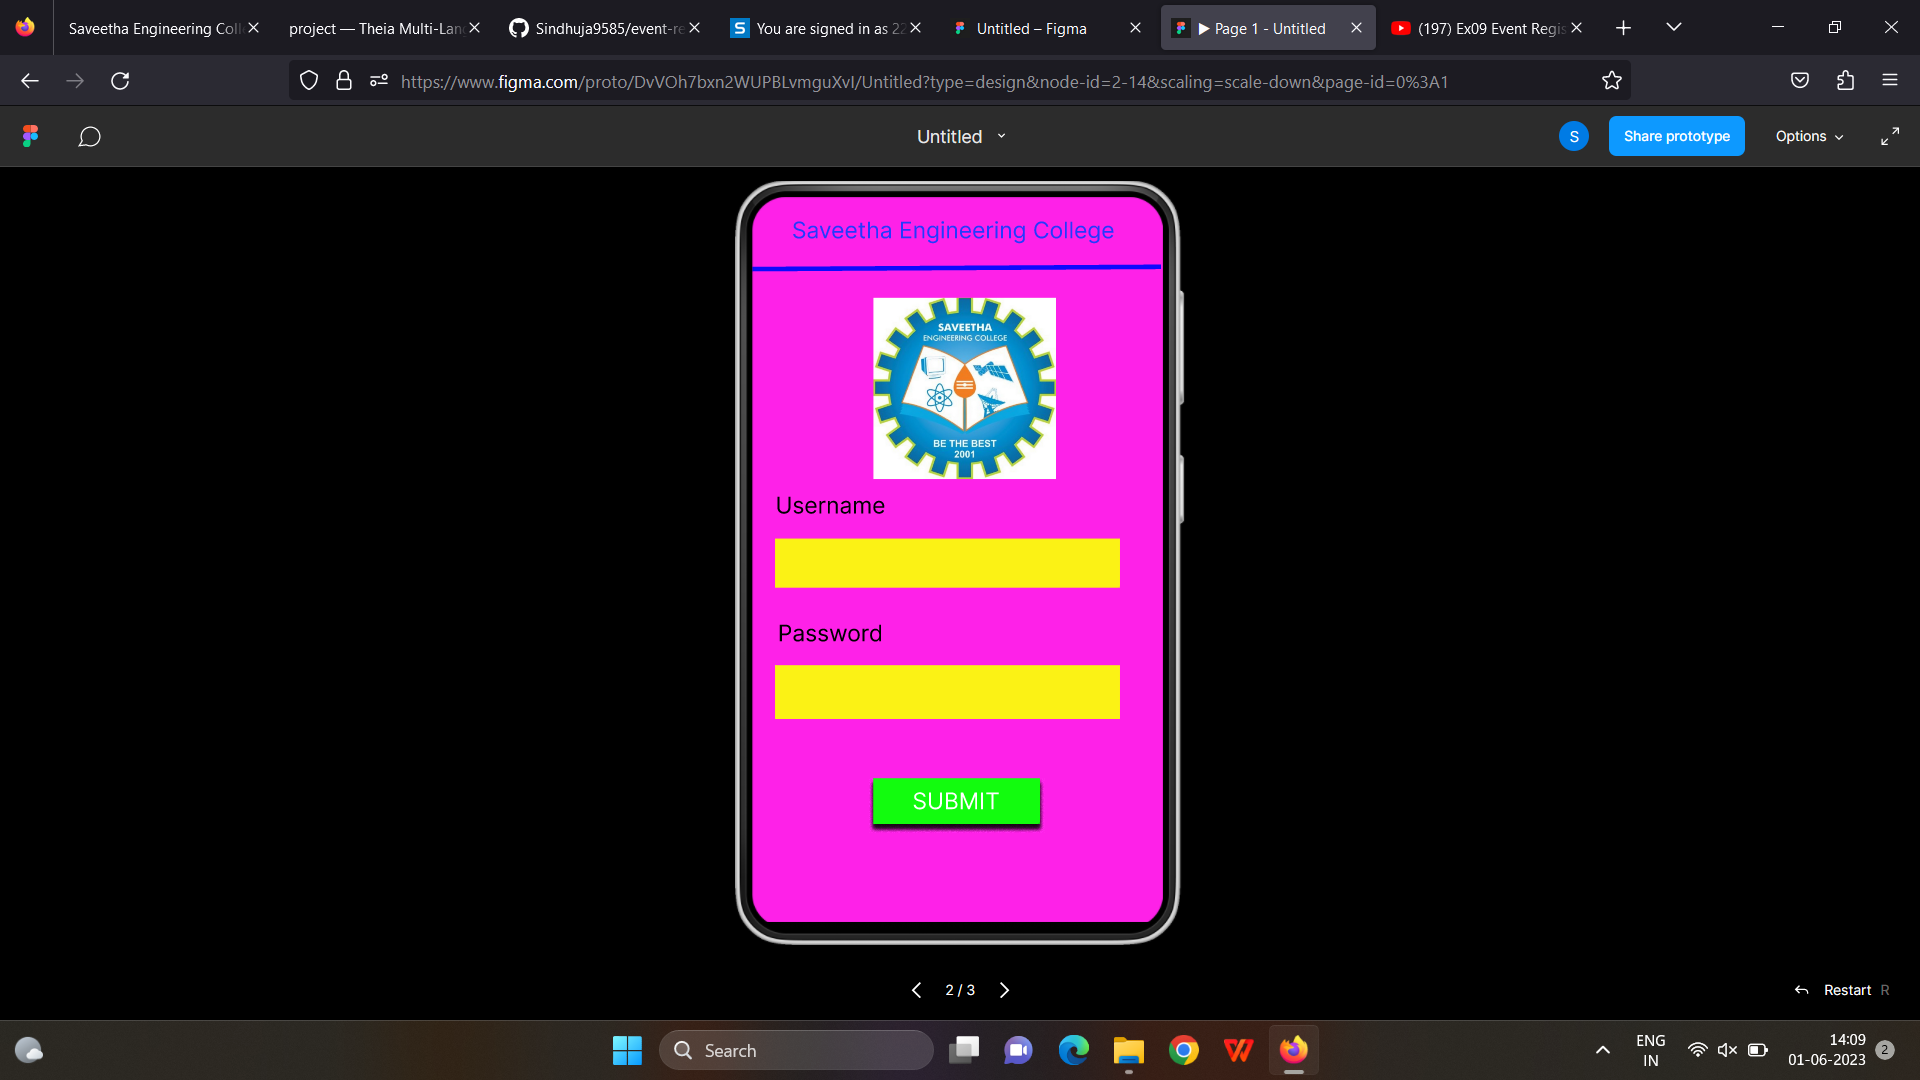 Saveetha Engineering Coll
project — Theia Multi-Lan
Sindhuja9585/event-re
You are signed in as 22
Untitled – Figma
Page 1 - Untitled
(197) Ex09 Event Regis
https://www.figma.com/proto/DvVOh7bxn2WUPBLvmguXvI/Untitled?type=design&node-id=2-14&scaling=scale-down&page-id=0%3A1
Untitled
S
Share prototype
Options
Saveetha Engineering College
SAVEETHA
ENGINEERING COLLEGE
BE THE BEST
2001
Username
Password
SUBMIT
2 / 3
Restart R
Search
ENG
IN
14:09
01-06-2023
2